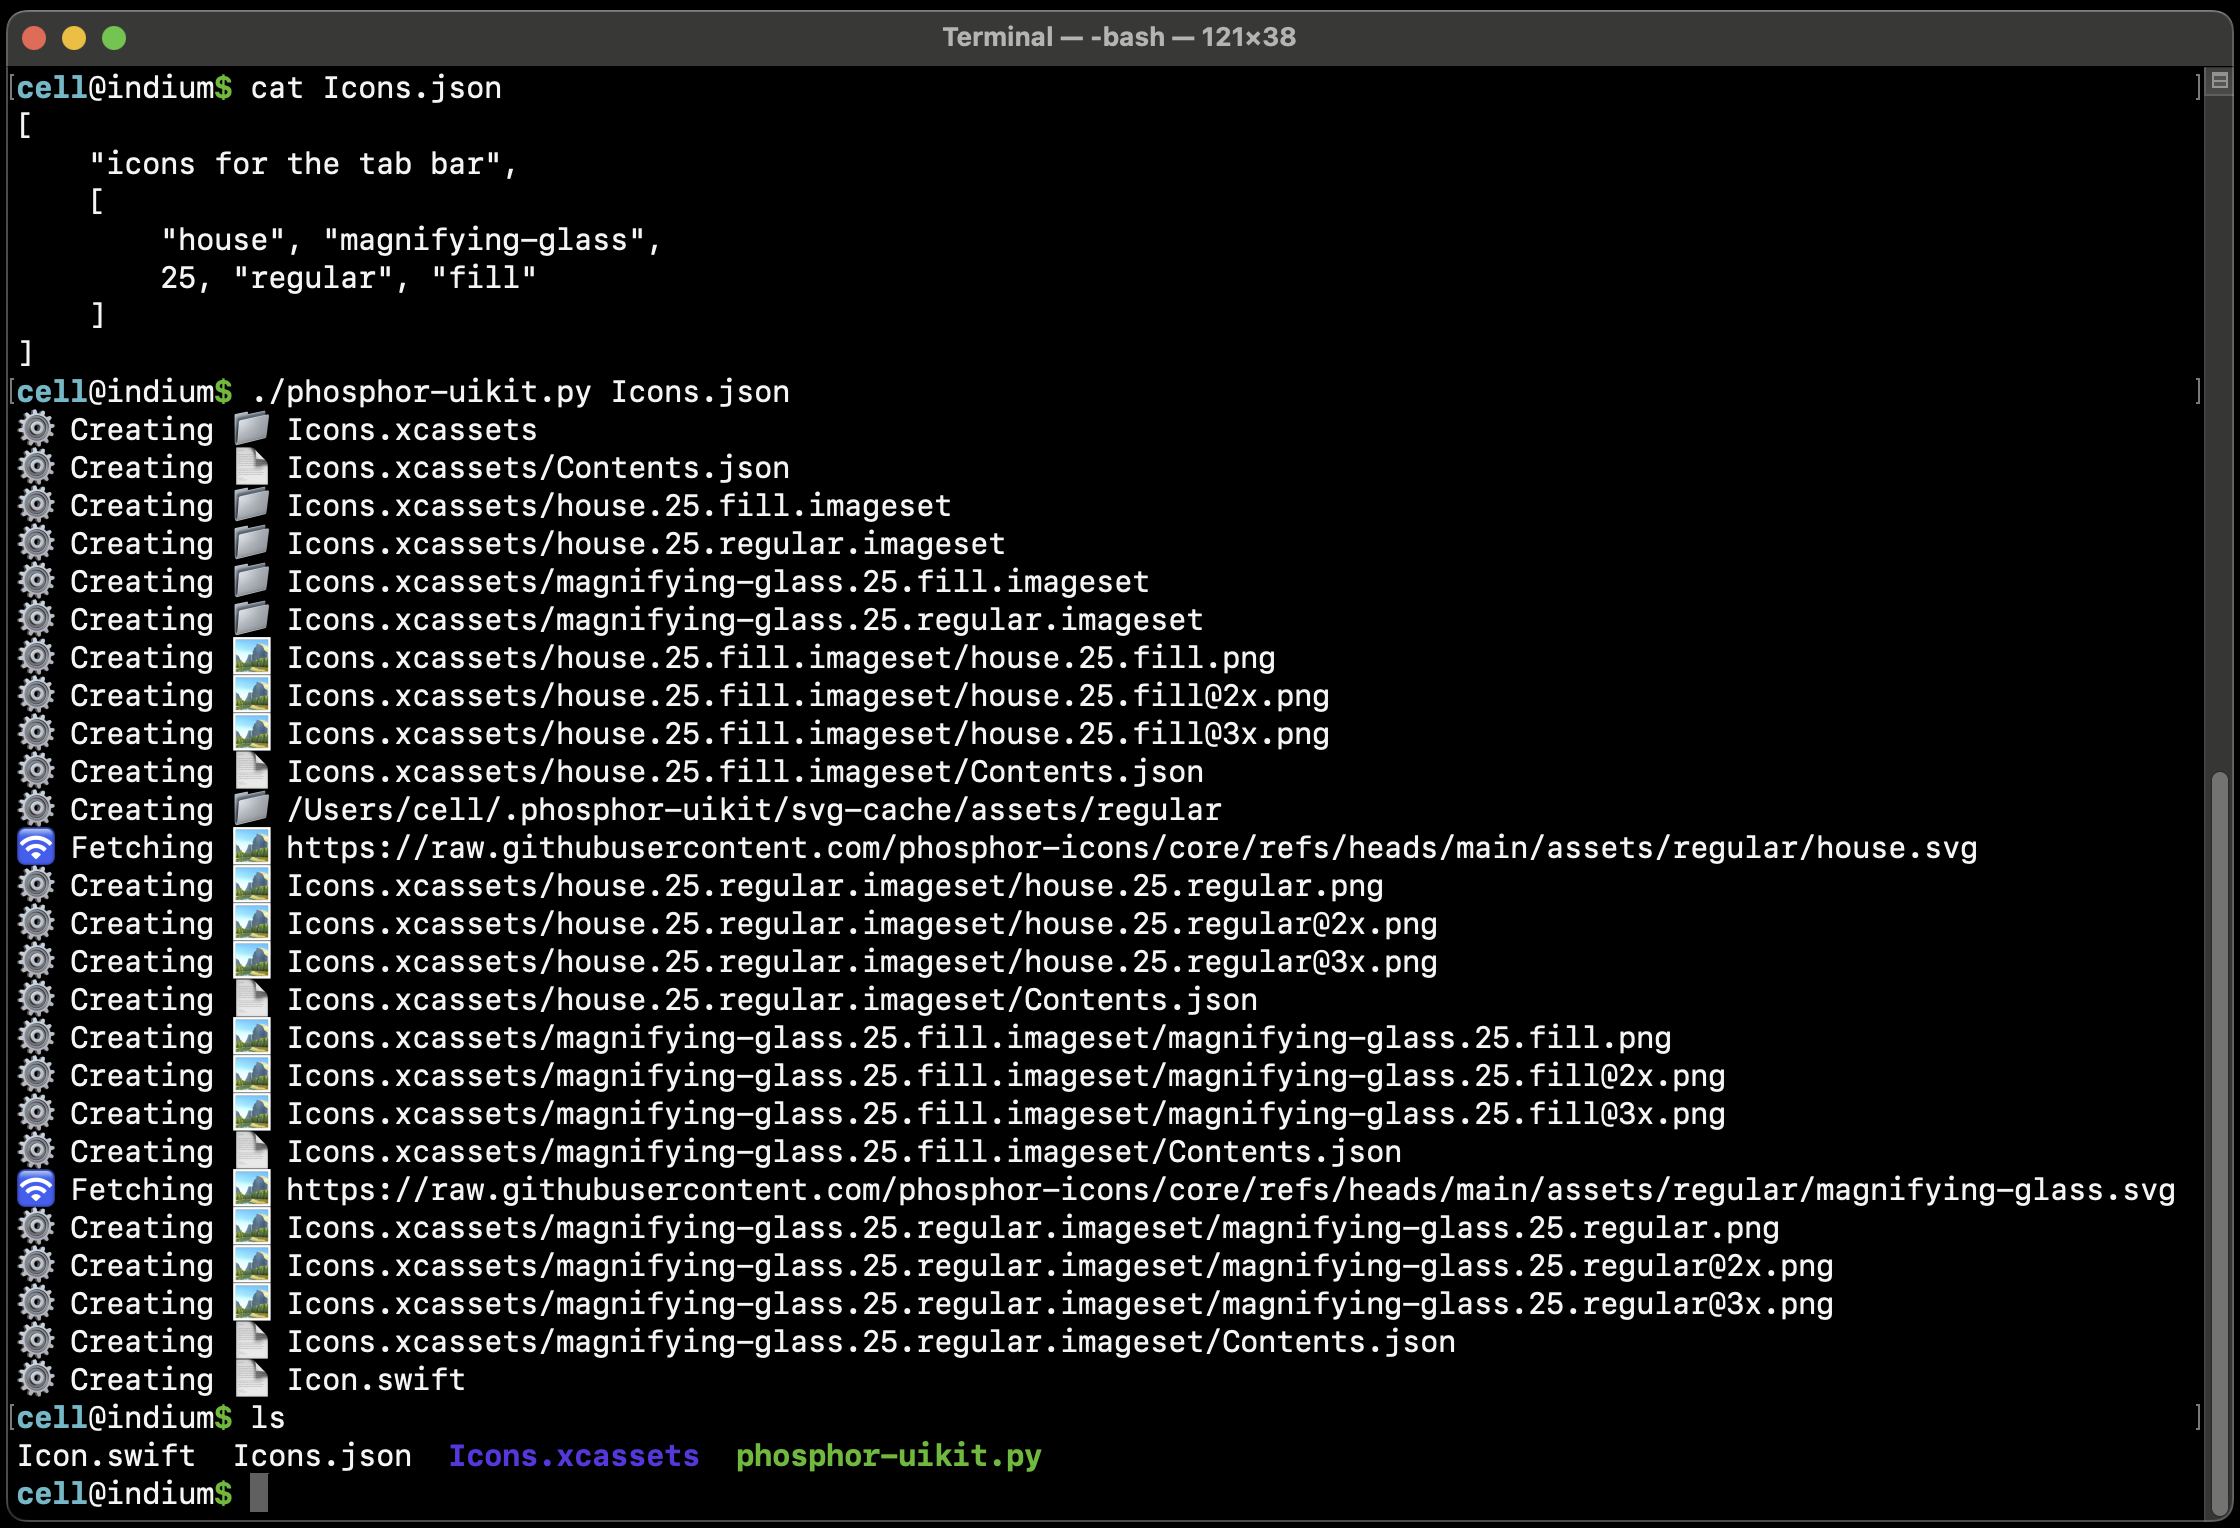 Terminal — -bash — 121×38
cell@indium$ cat Icons.json
[
    "icons for the tab bar",
    [
        "house", "magnifying-glass",
        25, "regular", "fill"
    ]
]
cell@indium$ ./phosphor-uikit.py Icons.json
Creating Icons.xcassets
Creating Icons.xcassets/Contents.json
Creating Icons.xcassets/house.25.fill.imageset
Creating Icons.xcassets/house.25.regular.imageset
Creating Icons.xcassets/magnifying-glass.25.fill.imageset
Creating Icons.xcassets/magnifying-glass.25.regular.imageset
Creating Icons.xcassets/house.25.fill.imageset/house.25.fill.png
Creating Icons.xcassets/house.25.fill.imageset/house.25.fill@2x.png
Creating Icons.xcassets/house.25.fill.imageset/house.25.fill@3x.png
Creating Icons.xcassets/house.25.fill.imageset/Contents.json
Creating /Users/cell/.phosphor-uikit/svg-cache/assets/regular
Fetching https://raw.githubusercontent.com/phosphor-icons/core/refs/heads/main/assets/regular/house.svg
Creating Icons.xcassets/house.25.regular.imageset/house.25.regular.png
Creating Icons.xcassets/house.25.regular.imageset/house.25.regular@2x.png
Creating Icons.xcassets/house.25.regular.imageset/house.25.regular@3x.png
Creating Icons.xcassets/house.25.regular.imageset/Contents.json
Creating Icons.xcassets/magnifying-glass.25.fill.imageset/magnifying-glass.25.fill.png
Creating Icons.xcassets/magnifying-glass.25.fill.imageset/magnifying-glass.25.fill@2x.png
Creating Icons.xcassets/magnifying-glass.25.fill.imageset/magnifying-glass.25.fill@3x.png
Creating Icons.xcassets/magnifying-glass.25.fill.imageset/Contents.json
Fetching https://raw.githubusercontent.com/phosphor-icons/core/refs/heads/main/assets/regular/magnifying-glass.svg
Creating Icons.xcassets/magnifying-glass.25.regular.imageset/magnifying-glass.25.regular.png
Creating Icons.xcassets/magnifying-glass.25.regular.imageset/magnifying-glass.25.regular@2x.png
Creating Icons.xcassets/magnifying-glass.25.regular.imageset/magnifying-glass.25.regular@3x.png
Creating Icons.xcassets/magnifying-glass.25.regular.imageset/Contents.json
Creating Icon.swift
cell@indium$ ls
Icon.swift  Icons.json  Icons.xcassets  phosphor-uikit.py
cell@indium$